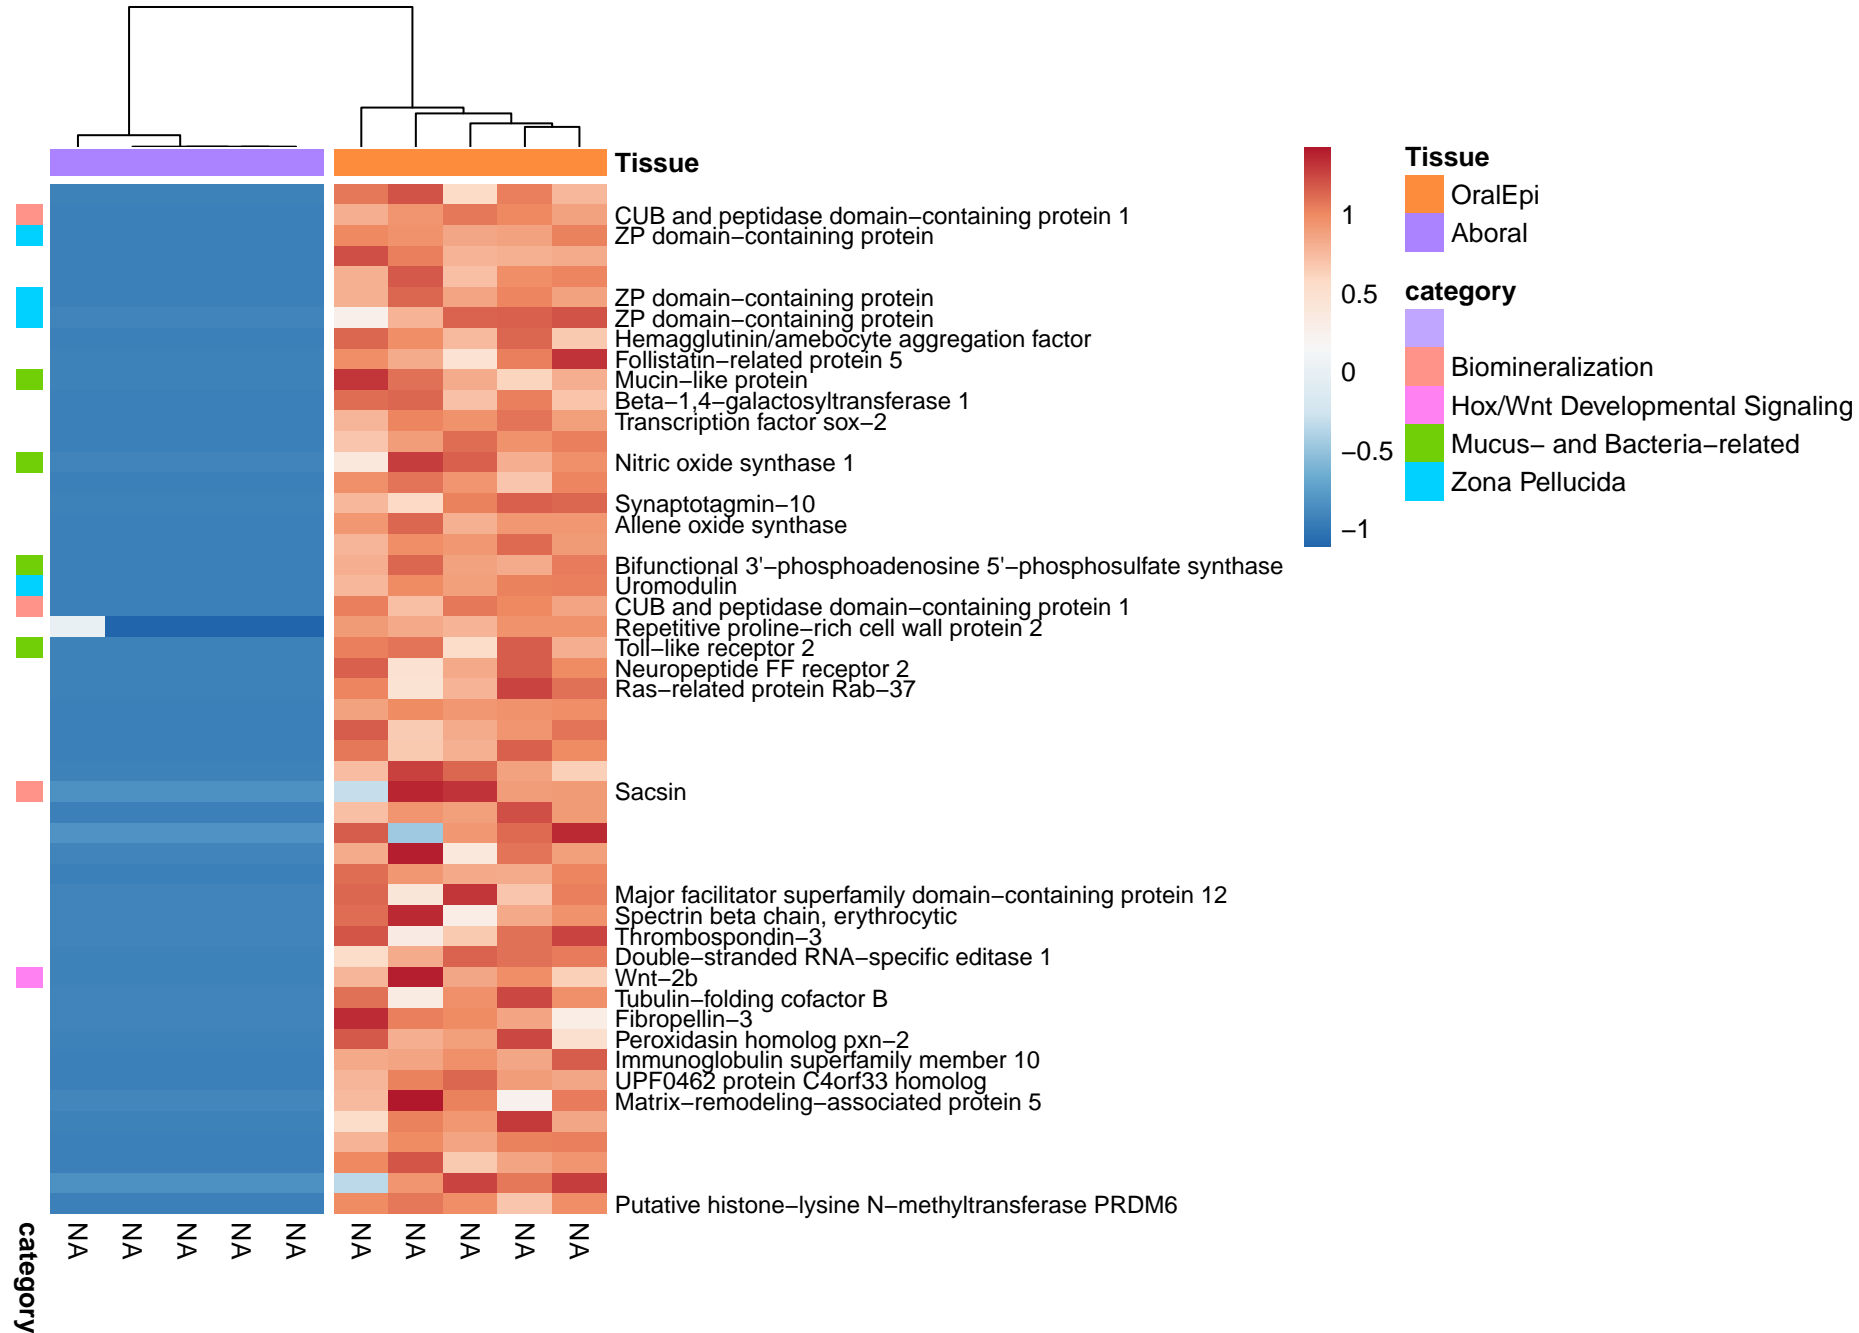 Tissue
CUB and peptidase domain−containing protein 1
ZP domain−containing protein
ZP domain−containing protein
ZP domain−containing protein
Hemagglutinin/amebocyte aggregation factor
Follistatin−related protein 5
Mucin−like protein
Beta−1,4−galactosyltransferase 1
Transcription factor sox−2
Nitric oxide synthase 1
Synaptotagmin−10
Allene oxide synthase
Bifunctional 3'−phosphoadenosine 5'−phosphosulfate synthase
Uromodulin
CUB and peptidase domain−containing protein 1
Repetitive proline−rich cell wall protein 2
Toll−like receptor 2
Neuropeptide FF receptor 2
Ras−related protein Rab−37
Sacsin
Major facilitator superfamily domain−containing protein 12
Spectrin beta chain, erythrocytic
Thrombospondin−3
Double−stranded RNA−specific editase 1
Wnt−2b
Tubulin−folding cofactor B
Fibropellin−3
Peroxidasin homolog pxn−2
Immunoglobulin superfamily member 10
UPF0462 protein C4orf33 homolog
Matrix−remodeling−associated protein 5
Putative histone−lysine N−methyltransferase PRDM6
category
NA
NA
NA
NA
NA
NA
NA
NA
NA
NA
1
0.5
0
−0.5
−1
Tissue
OralEpi
Aboral
category
Biomineralization
Hox/Wnt Developmental Signaling
Mucus− and Bacteria−related
Zona Pellucida